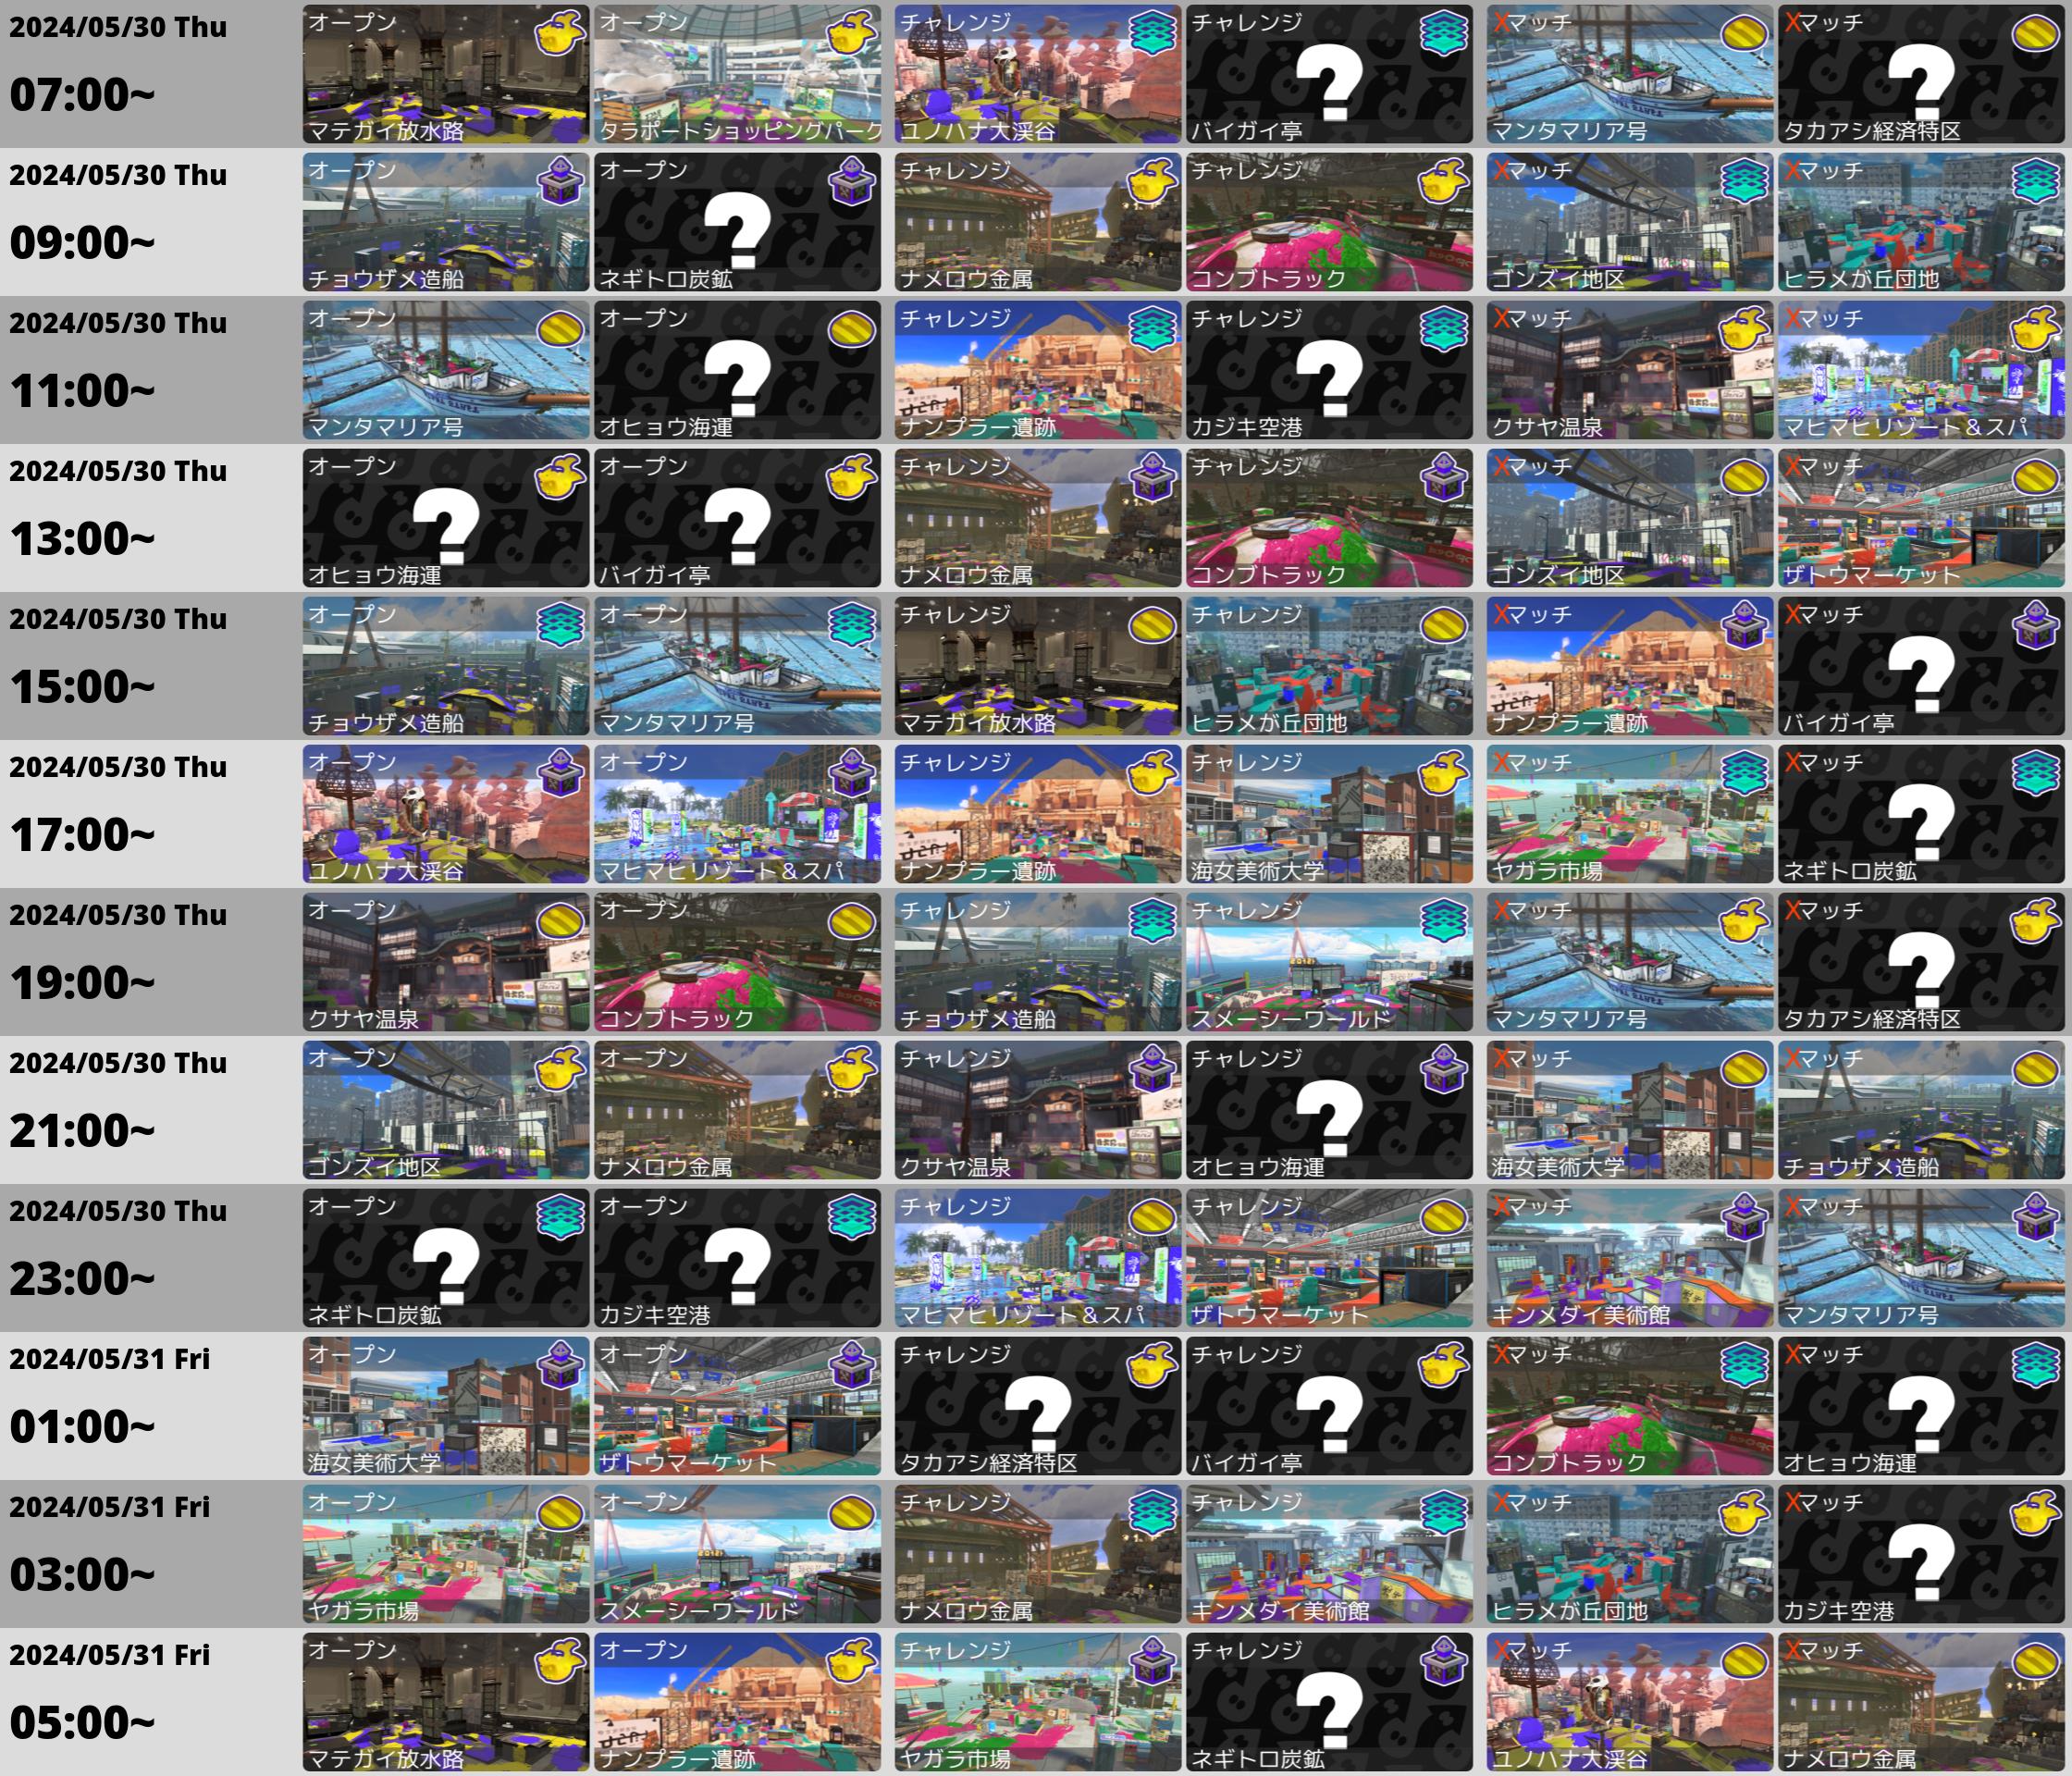 2024/05/30 Thu
07:00~
オープン オープン チャレンジ チャレンジ Xマッチ Xマッチ
マテガイ放水路 タラポートショッピングパーク ユノハナ大渓谷 バイガイ亭 マンタマリア号 タカアシ経済特区
2024/05/30 Thu
09:00~
オープン オープン チャレンジ チャレンジ Xマッチ Xマッチ
チョウザメ造船 ネギトロ炭鉱 ナメロウ金属 コンブトラック ゴンズイ地区 ヒラメが丘団地
2024/05/30 Thu
11:00~
オープン オープン チャレンジ チャレンジ Xマッチ Xマッチ
マンタマリア号 オヒョウ海運 ナンプラー遺跡 カジキ空港 クサヤ温泉 マヒマヒリゾート＆スパ
2024/05/30 Thu
13:00~
オープン オープン チャレンジ チャレンジ Xマッチ Xマッチ
オヒョウ海運 バイガイ亭 ナメロウ金属 コンブトラック ゴンズイ地区 ザトウマーケット
2024/05/30 Thu
15:00~
オープン オープン チャレンジ チャレンジ Xマッチ Xマッチ
チョウザメ造船 マンタマリア号 マテガイ放水路 ヒラメが丘団地 ナンプラー遺跡 バイガイ亭
2024/05/30 Thu
17:00~
オープン オープン チャレンジ チャレンジ Xマッチ Xマッチ
ユノハナ大渓谷 マヒマヒリゾート＆スパ ナンプラー遺跡 海女美術大学 ヤガラ市場 ネギトロ炭鉱
2024/05/30 Thu
19:00~
オープン オープン チャレンジ チャレンジ Xマッチ Xマッチ
クサヤ温泉 コンブトラック チョウザメ造船 スメーシーワールド マンタマリア号 タカアシ経済特区
2024/05/30 Thu
21:00~
オープン オープン チャレンジ チャレンジ Xマッチ Xマッチ
ゴンズイ地区 ナメロウ金属 クサヤ温泉 オヒョウ海運 海女美術大学 チョウザメ造船
2024/05/30 Thu
23:00~
オープン オープン チャレンジ チャレンジ Xマッチ Xマッチ
ネギトロ炭鉱 カジキ空港 マヒマヒリゾート＆スパ ザトウマーケット キンメダイ美術館 マンタマリア号
2024/05/31 Fri
01:00~
オープン オープン チャレンジ チャレンジ Xマッチ Xマッチ
海女美術大学 ザトウマーケット タカアシ経済特区 バイガイ亭 コンブトラック オヒョウ海運
2024/05/31 Fri
03:00~
オープン オープン チャレンジ チャレンジ Xマッチ Xマッチ
ヤガラ市場 スメーシーワールド ナメロウ金属 キンメダイ美術館 ヒラメが丘団地 カジキ空港
2024/05/31 Fri
05:00~
オープン オープン チャレンジ チャレンジ Xマッチ Xマッチ
マテガイ放水路 ナンプラー遺跡 ヤガラ市場 ネギトロ炭鉱 ユノハナ大渓谷 ナメロウ金属